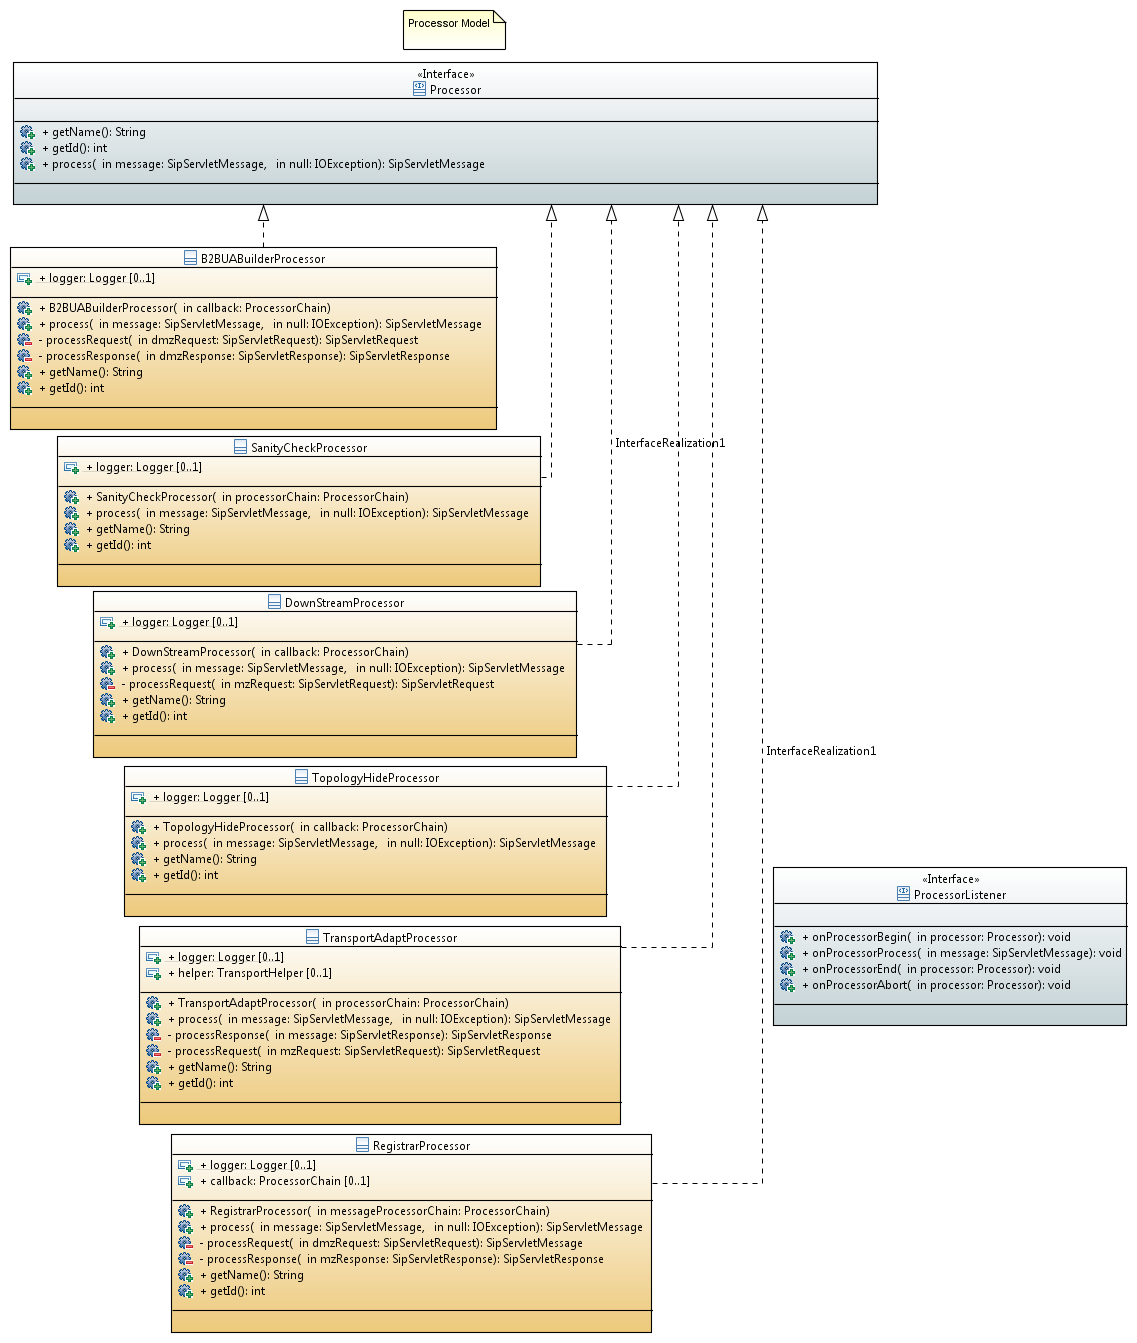 Processor Model
«Interface»
Processor
+ getName(): String
+ getId(): int
+ process( in message: SipServletMessage, in null: IOException): SipServletMessage
B2BUABuilderProcessor
+ logger: Logger [0..1]
+ B2BUABuilderProcessor( in callback: ProcessorChain)
+ process( in message: SipServletMessage, in null: IOException): SipServletMessage
- processRequest( in dmzRequest: SipServletRequest): SipServletRequest
- processResponse( in dmzResponse: SipServletResponse): SipServletResponse
+ getName(): String
+ getId(): int
SanityCheckProcessor
+ logger: Logger [0..1]
+ SanityCheckProcessor( in processorChain: ProcessorChain)
+ process( in message: SipServletMessage, in null: IOException): SipServletMessage
+ getName(): String
+ getId(): int
InterfaceRealization1
DownStreamProcessor
+ logger: Logger [0..1]
+ DownStreamProcessor( in callback: ProcessorChain)
+ process( in message: SipServletMessage, in null: IOException): SipServletMessage
- processRequest( in mzRequest: SipServletRequest): SipServletRequest
+ getName(): String
+ getId(): int
InterfaceRealization1
TopologyHideProcessor
+ logger: Logger [0..1]
+ TopologyHideProcessor( in callback: ProcessorChain)
+ process( in message: SipServletMessage, in null: IOException): SipServletMessage
+ getName(): String
+ getId(): int
«Interface»
ProcessorListener
+ onProcessorBegin( in processor: Processor): void
+ onProcessorProcess( in message: SipServletMessage): void
+ onProcessorEnd( in processor: Processor): void
+ onProcessorAbort( in processor: Processor): void
TransportAdaptProcessor
+ logger: Logger [0..1]
+ helper: TransportHelper [0..1]
+ TransportAdaptProcessor( in processorChain: ProcessorChain)
+ process( in message: SipServletMessage, in null: IOException): SipServletMessage
- processResponse( in message: SipServletResponse): SipServletResponse
- processRequest( in mzRequest: SipServletRequest): SipServletRequest
+ getName(): String
+ getId(): int
RegistrarProcessor
+ logger: Logger [0..1]
+ callback: ProcessorChain [0..1]
+ RegistrarProcessor( in messageProcessorChain: ProcessorChain)
+ process( in message: SipServletMessage, in null: IOException): SipServletMessage
- processRequest( in dmzRequest: SipServletRequest): SipServletMessage
- processResponse( in mzResponse: SipServletResponse): SipServletResponse
+ getName(): String
+ getId(): int